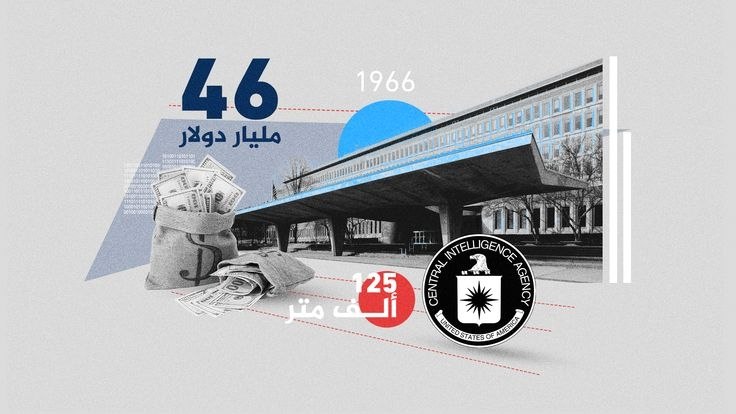 46
مليار دولار
1966
125
ألف متر
CENTRAL INTELLIGENCE AGENCY
UNITED STATES OF AMERICA